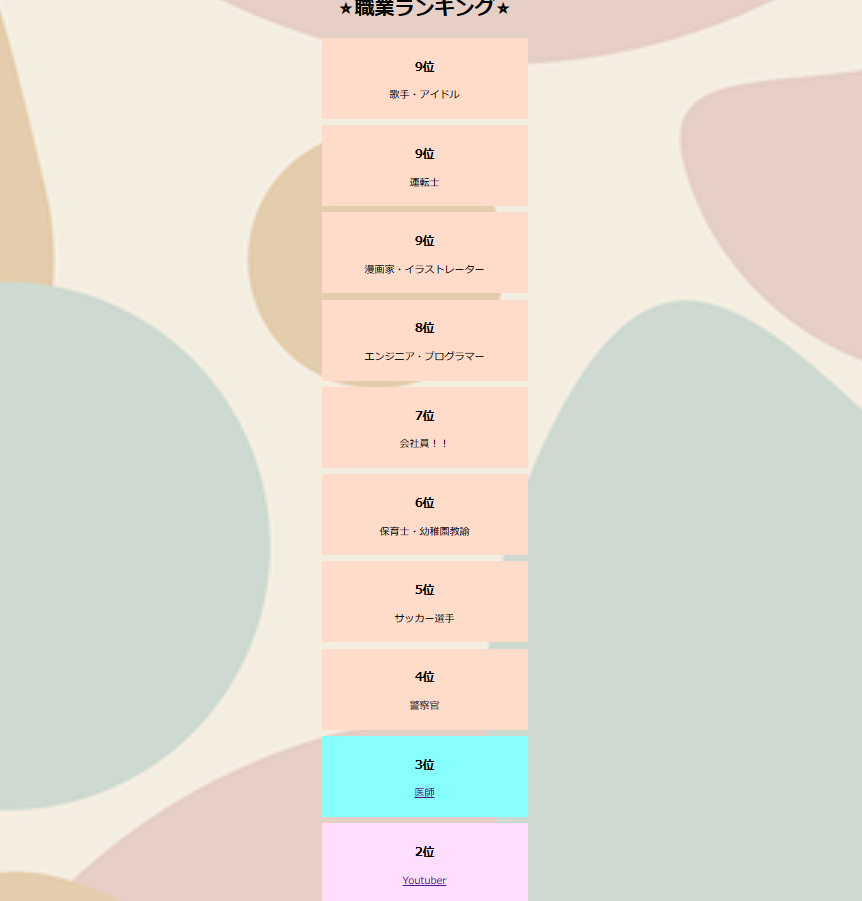 ★職業ランキング★
9位
歌手・アイドル
9位
運転士
9位
漫画家・イラストレーター
8位
エンジニア・プログラマー
7位
会社員！！
6位
保育士・幼稚園教諭
5位
サッカー選手
4位
警察官
3位
医師
2位
Youtuber